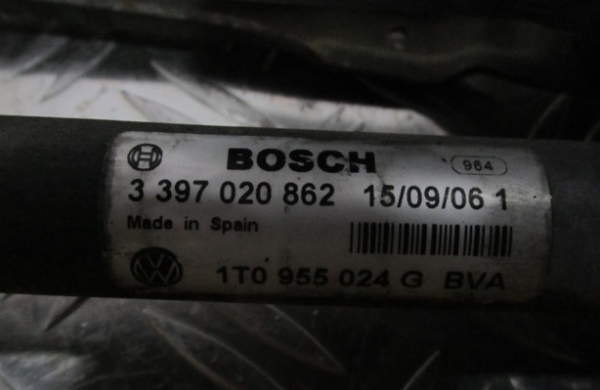 BOSCH 964
3 397 020 862 15/09/06 1
Made in Spain
1T0 955 024 G BVA